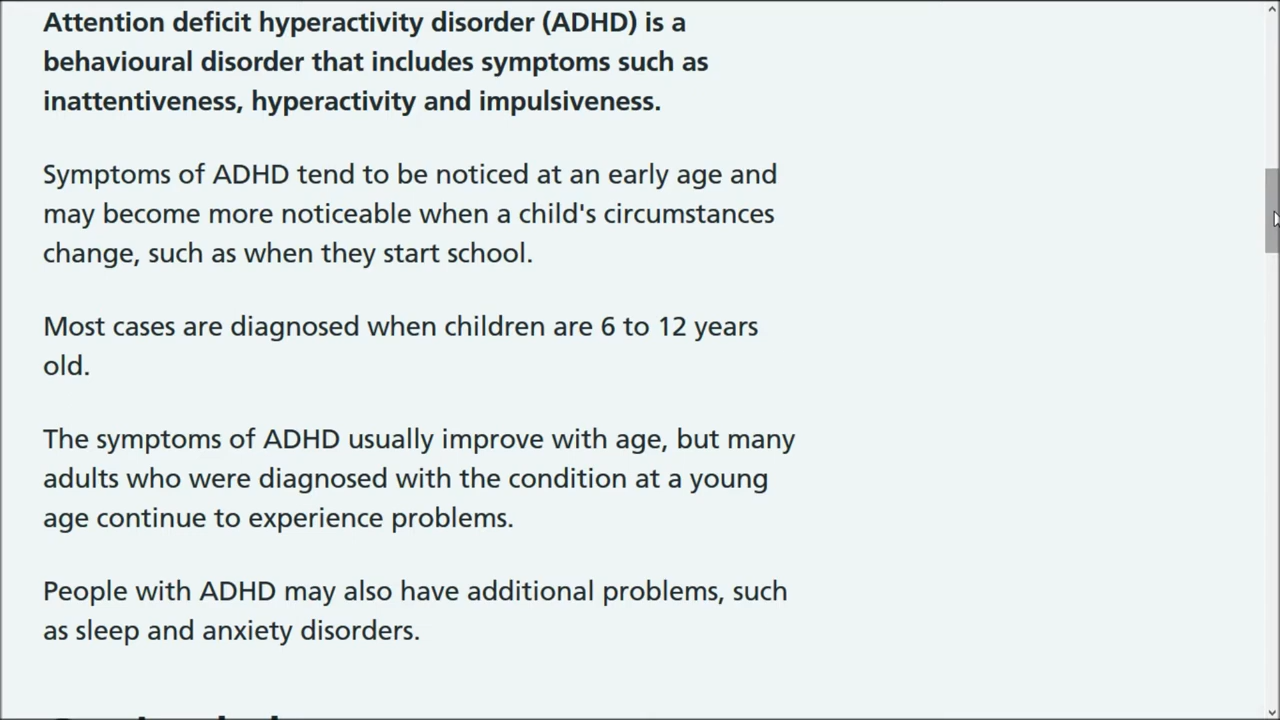 Attention deficit hyperactivity disorder (ADHD) is a
behavioural disorder that includes symptoms such as
inattentiveness, hyperactivity and impulsiveness.
Symptoms of ADHD tend to be noticed at an early age and
may become more noticeable when a child's circumstances
change, such as when they start school.
Most cases are diagnosed when children are 6 to 12 years
old.
The symptoms of ADHD usually improve with age, but many
adults who were diagnosed with the condition at a young
age continue to experience problems.
People with ADHD may also have additional problems, such
as sleep and anxiety disorders.